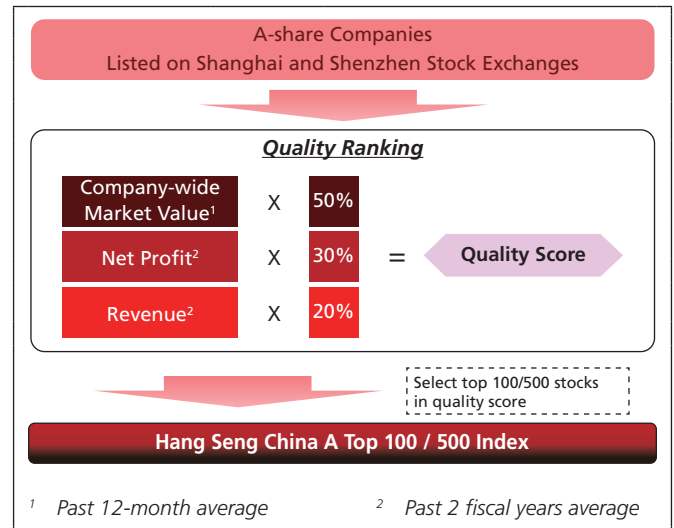 A-share Companies
Listed on Shanghai and Shenzhen Stock Exchanges
Quality Ranking
Company-wide
Market Value¹
X
50%
Net Profit²
X
30%
=
Quality Score
Revenue²
X
20%
Select top 100/500 stocks
in quality score
Hang Seng China A Top 100 / 500 Index
¹ Past 12-month average
² Past 2 fiscal years average